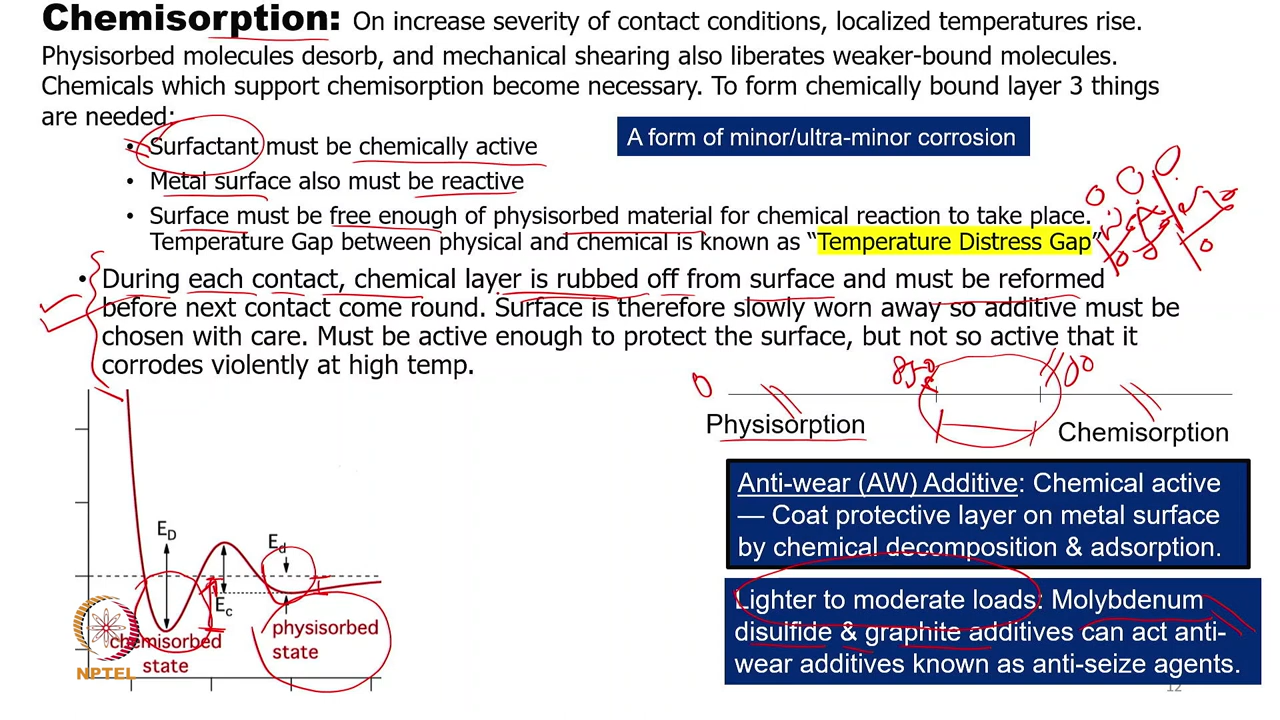 Chemisorption: On increase severity of contact conditions, localized temperatures rise.
Physisorbed molecules desorb, and mechanical shearing also liberates weaker-bound molecules.
Chemicals which support chemisorption become necessary. To form chemically bound layer 3 things
are needed:
• Surfactant must be chemically active
A form of minor/ultra-minor corrosion
• Metal surface also must be reactive
• Surface must be free enough of physisorbed material for chemical reaction to take place.
Temperature Gap between physical and chemical is known as “Temperature Distress Gap”
• During each contact, chemical layer is rubbed off from surface and must be reformed
before next contact come round. Surface is therefore slowly worn away so additive must be
chosen with care. Must be active enough to protect the surface, but not so active that it
corrodes violently at high temp.
Physisorption
Chemisorption
Anti-wear (AW) Additive: Chemical active
— Coat protective layer on metal surface
by chemical decomposition & adsorption.
Lighter to moderate loads: Molybdenum
disulfide & graphite additives can act anti-
wear additives known as anti-seize agents.
E_D
E_d
E_c
chemisorbed
state
physisorbed
state
NPTEL
12